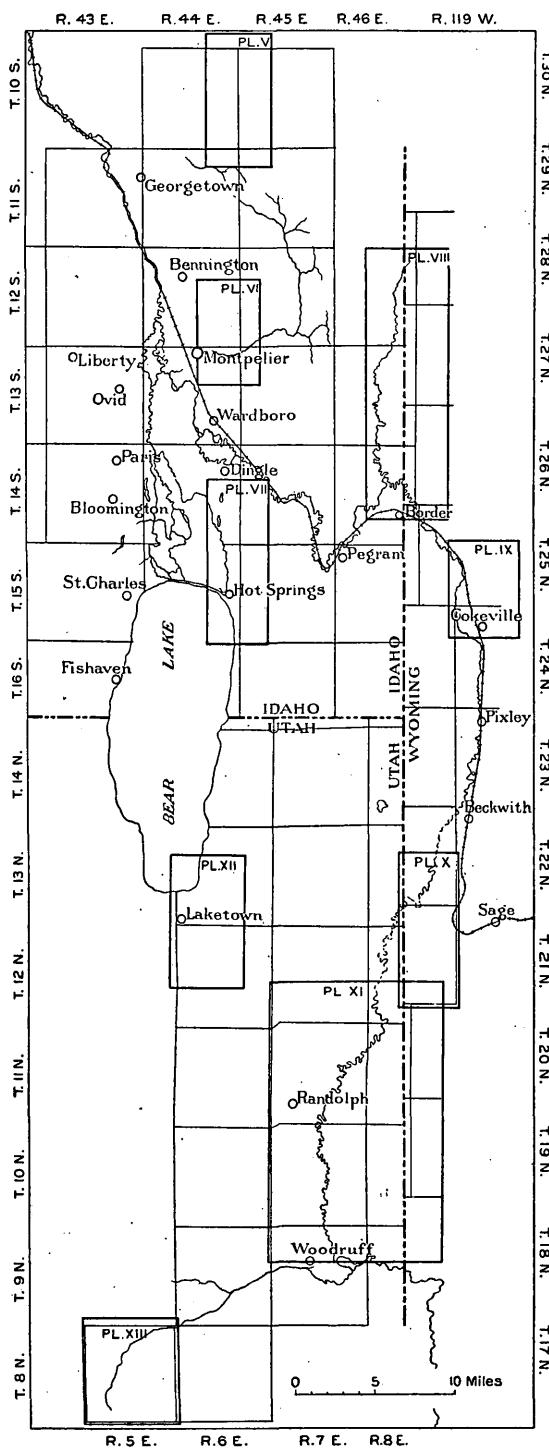 R. 43 E. R. 44 E. R. 45 E R. 46 E. R. 119 W.
T. 10 S.
T. 11 S.
T. 12 S.
T. 13 S.
T. 14 S.
T. 15 S.
T. 16 S.
T. 14 N.
T. 13 N.
T. 12 N.
T. 11 N.
T. 10 N.
T. 9 N.
T. 8 N.
T. 30 N.
T. 29 N.
T. 28 N.
T. 27 N.
T. 26 N.
T. 25 N.
T. 24 N.
T. 23 N.
T. 22 N.
T. 21 N.
T. 20 N.
T. 19 N.
T. 18 N.
T. 17 N.
PL. V
Georgetown
Bennington
PL. VIII
PL. VI
Montpelier
Liberty
Ovid
Wardboro
Paris
Dingle
PL. VII
Bloomington
Border
Pegram
PL. IX
St. Charles
Hot Springs
Cokeville
Fishaven
BEAR LAKE
IDAHO
UTAH
IDAHO
UTAH
WYOMING
Pixley
Beckwith
PL. XII
PL. X
Laketown
Sage
PL. XI
Randolph
Woodruff
PL. XIII
0 5 10 Miles
R. 5 E. R. 6 E. R. 7 E. R. 8 E.